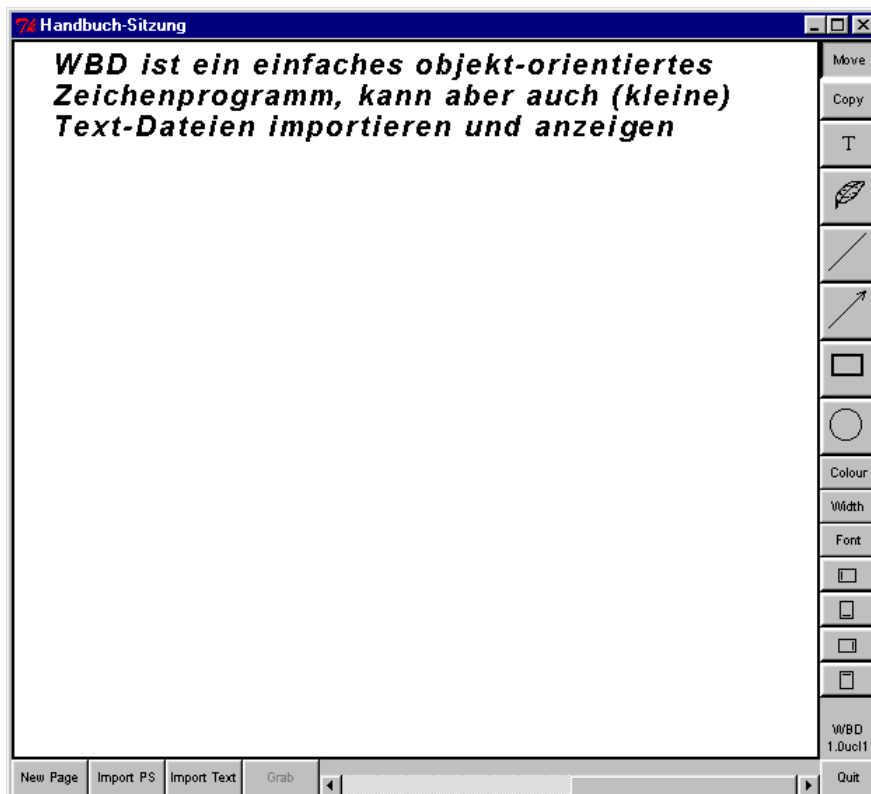 Handbuch-Sitzung
WBD ist ein einfaches objekt-orientiertes
Zeichenprogramm, kann aber auch (kleine)
Text-Dateien importieren und anzeigen
Move
Copy
T
Colour
Width
Font
WBD
1.0ucl1
New Page Import PS Import Text Grab Quit